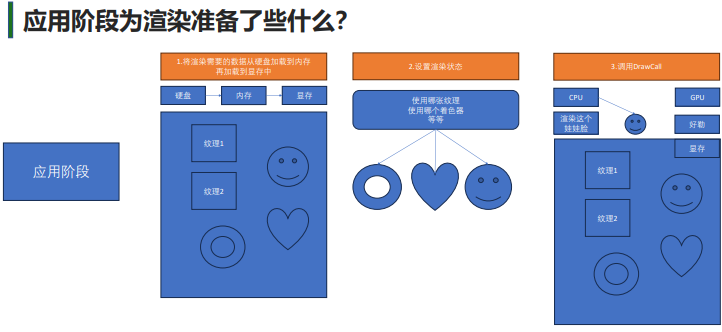 应用阶段为渲染准备了些什么？
应用阶段
1.将渲染需要的数据从硬盘加载到内存
再加载到显存中
硬盘
内存
显存
纹理1
纹理2
2.设置渲染状态
使用哪张纹理
使用哪个着色器
等等
3.调用DrawCall
CPU
GPU
渲染这个
娃娃脸
好勒
显存
纹理1
纹理2